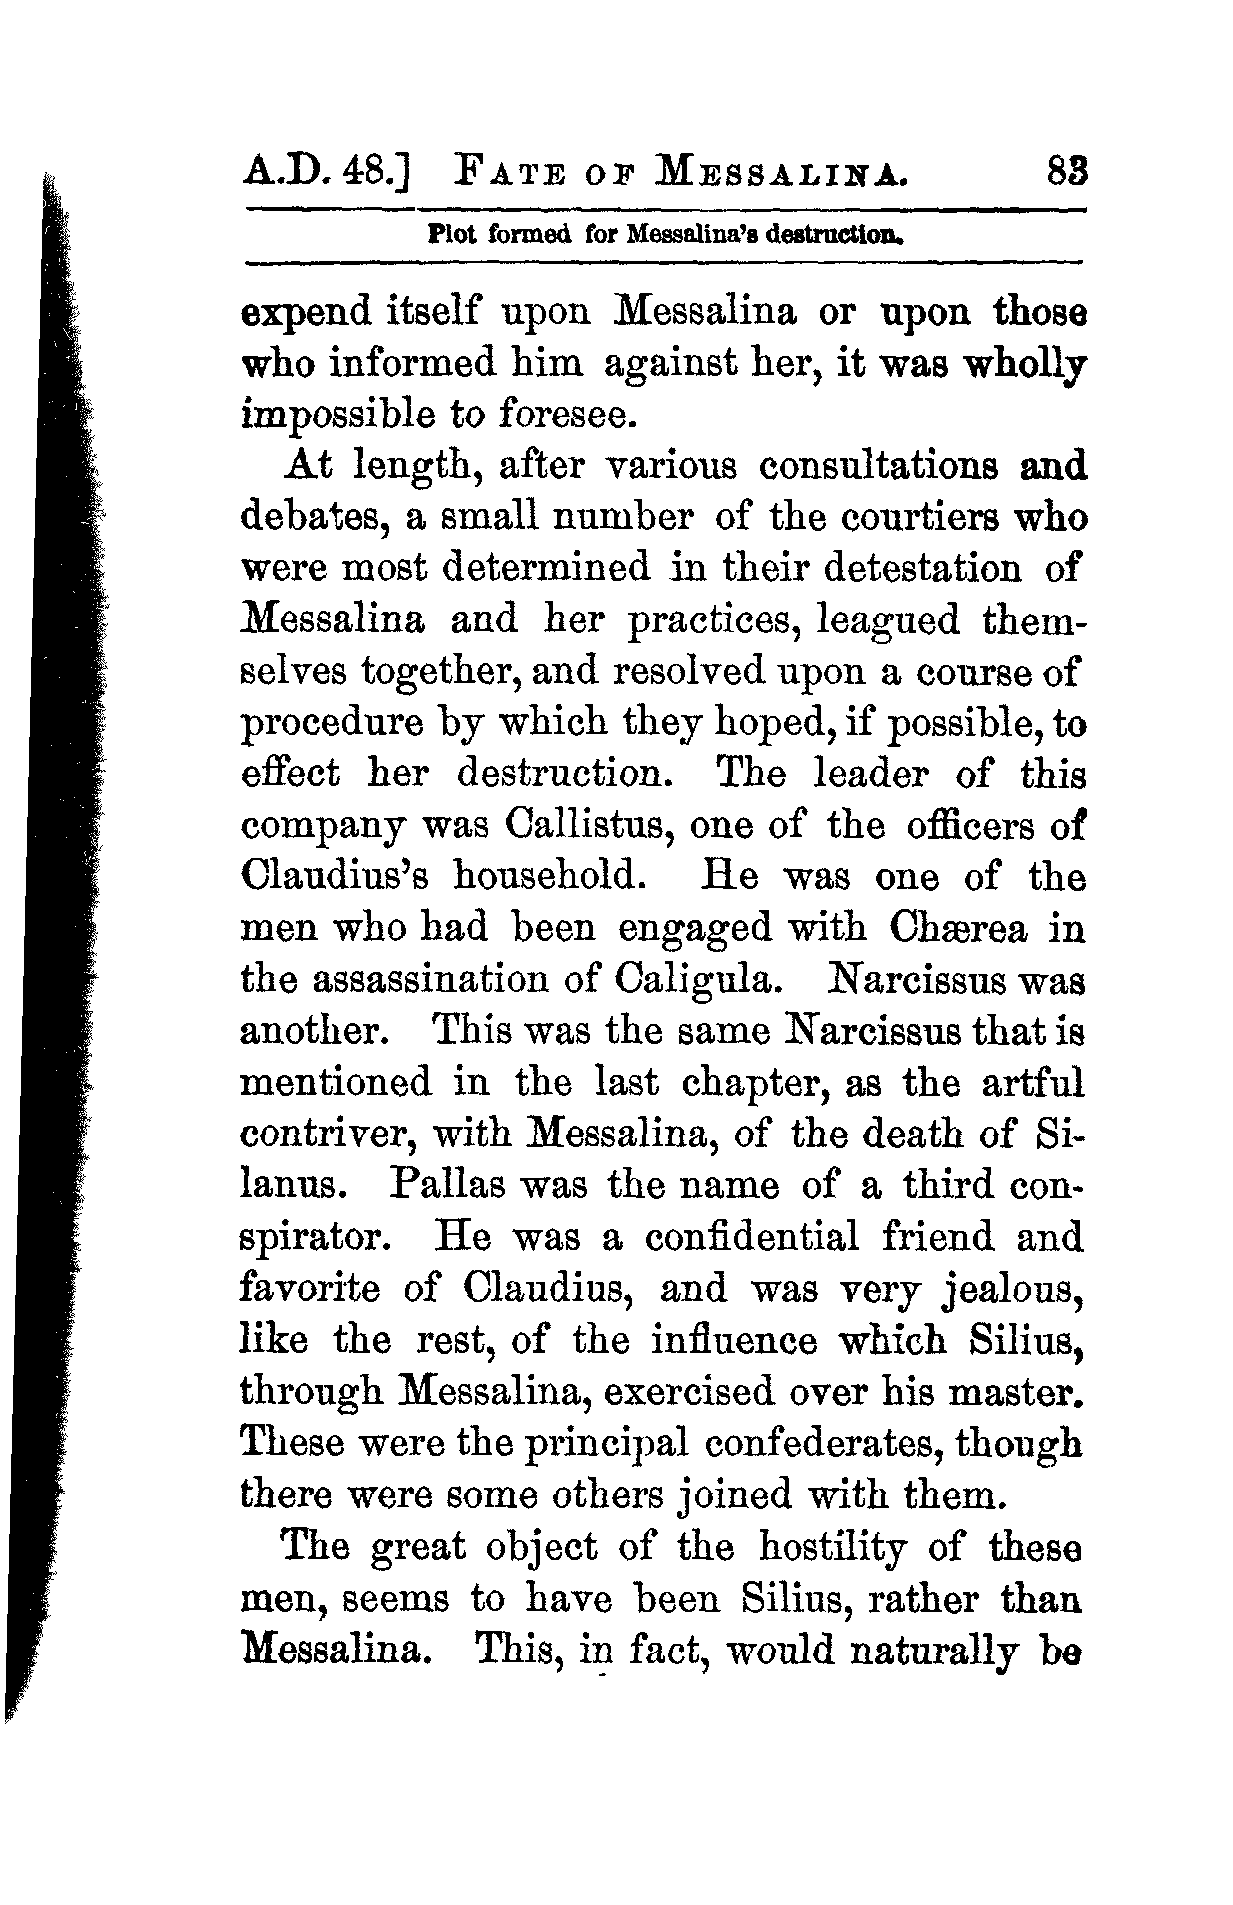 A.D. 48.] FATE OF MESSALINA. 83
Plot formed for Messalina's destruction.
expend itself upon Messalina or upon those
who informed him against her, it was wholly
impossible to foresee.
At length, after various consultations and
debates, a small number of the courtiers who
were most determined in their detestation of
Messalina and her practices, leagued them-
selves together, and resolved upon a course of
procedure by which they hoped, if possible, to
effect her destruction. The leader of this
company was Callistus, one of the officers of
Claudius's household. He was one of the
men who had been engaged with Chærea in
the assassination of Caligula. Narcissus was
another. This was the same Narcissus that is
mentioned in the last chapter, as the artful
contriver, with Messalina, of the death of Si-
lanus. Pallas was the name of a third con-
spirator. He was a confidential friend and
favorite of Claudius, and was very jealous,
like the rest, of the influence which Silius,
through Messalina, exercised over his master.
These were the principal confederates, though
there were some others joined with them.
The great object of the hostility of these
men, seems to have been Silius, rather than
Messalina. This, in fact, would naturally be